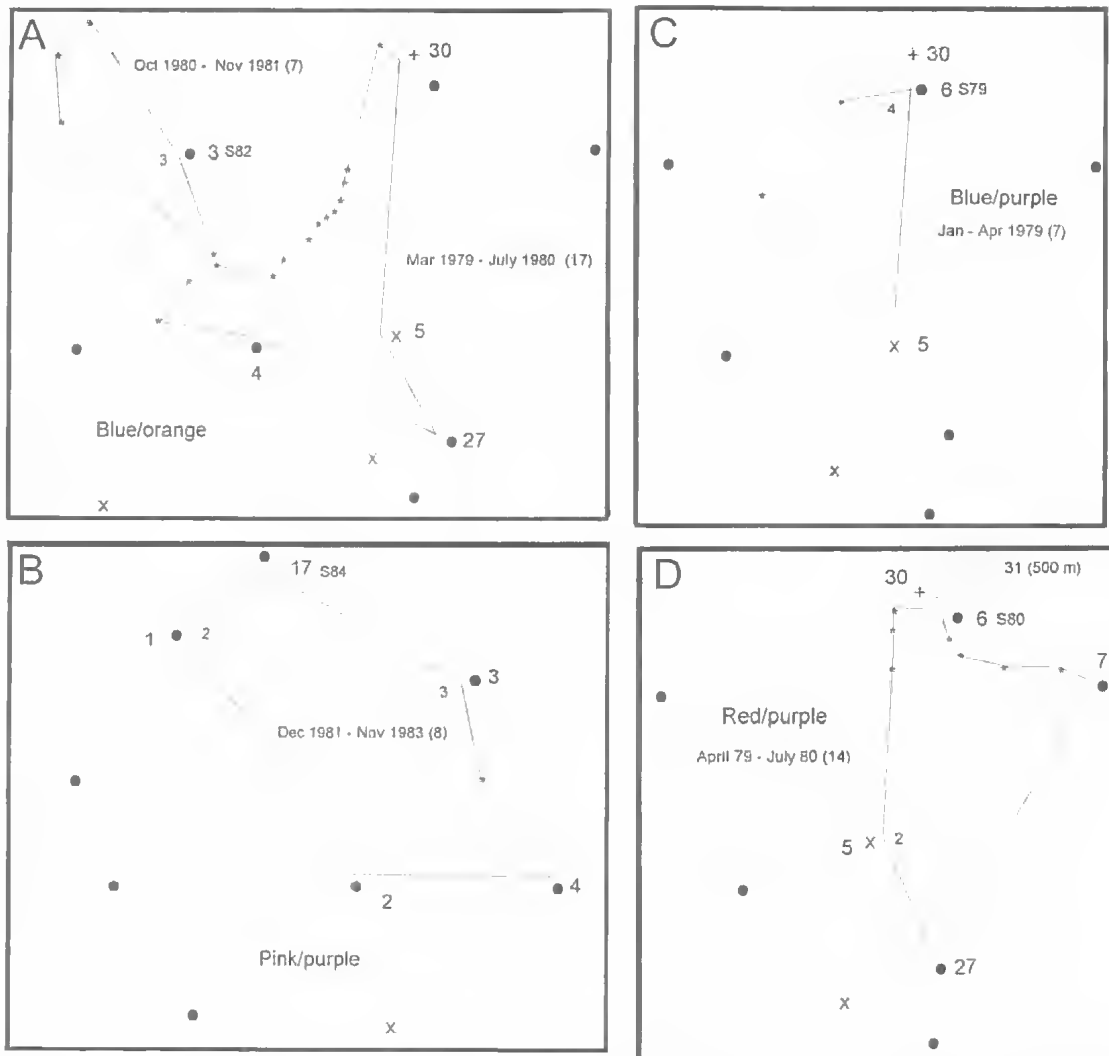 A
+ 30
Oct 1980 - Nov 1981 (7)
3
3 S82
Mar 1979 - July 1980 (17)
x 5
4
Blue/orange
27
x
x
C
+ 30
6 S79
4
Blue/purple
Jan - Apr 1979 (7)
x 5
x
B
17 S84
1
2
3
3
Dec 1981 - Nov 1983 (8)
2
4
Pink/purple
x
D
31 (500 m)
30 +
6 S80
7
Red/purple
April 79 - July 80 (14)
5 x 2
27
x